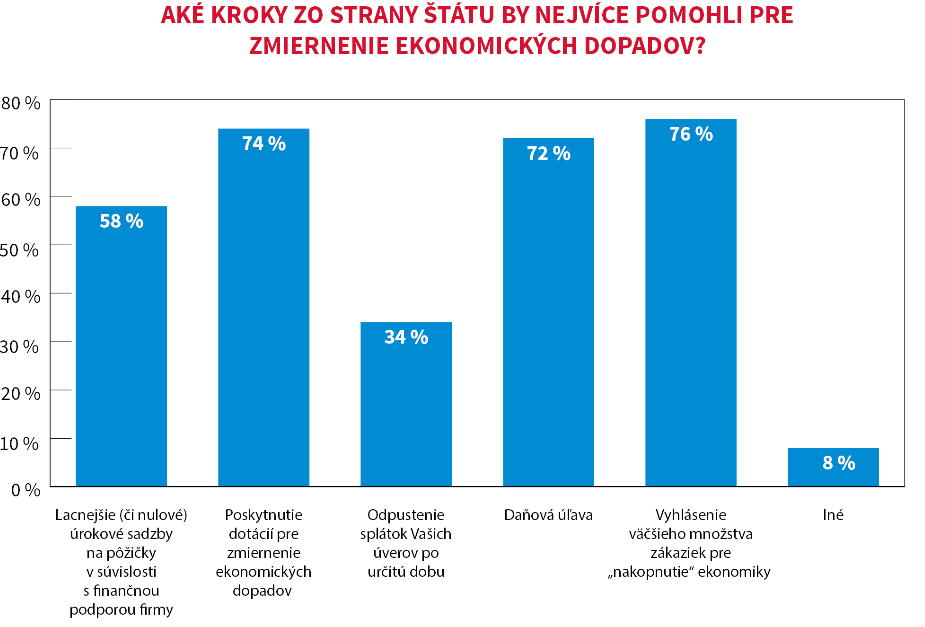 AKÉ KROKY ZO STRANY ŠTÁTU BY NEJVÍCE POMOHLI PRE
ZMIERNENIE EKONOMICKÝCH DOPADOV?
80 %
70 %
60 %
50 %
40 %
30 %
20 %
10 %
0 %
58 %
74 %
34 %
72 %
76 %
8 %
Lacnejšie (či nulové)
úrokové sadzby
na pôžičky
v súvislosti
s finančnou
podporou firmy
Poskytnutie
dotácií pre
zmiernenie
ekonomických
dopadov
Odpustenie
splátok Vašich
úverov po
určitú dobu
Daňová úľava
Vyhlásenie
väčšieho množstva
zákaziek pre
„nakopnutie“ ekonomiky
Iné